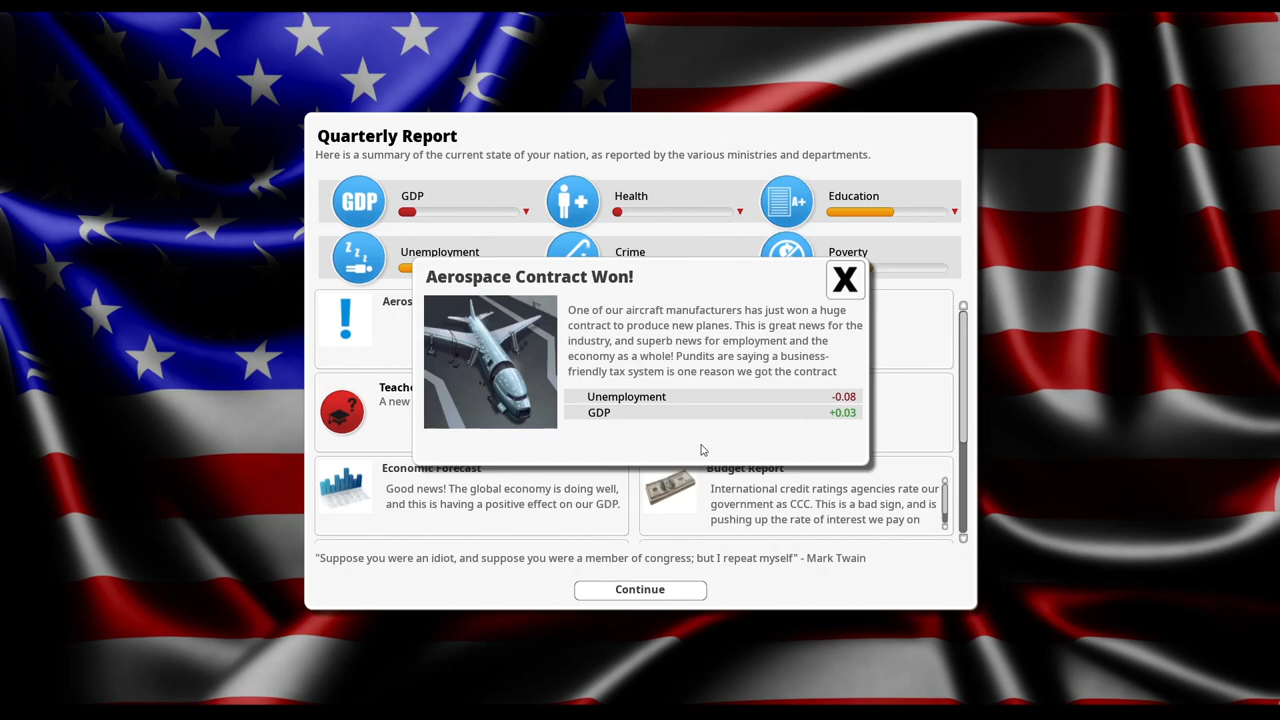 Quarterly Report
Here is a summary of the current state of your nation, as reported by the various ministries and departments.
GDP
GDP
Health
A+
Education
Z Z Z
Unemployment
Crime
Poverty
Aerospace Contract Won!
X
One of our aircraft manufacturers has just won a huge
contract to produce new planes. This is great news for the
industry, and superb news for employment and the
economy as a whole! Pundits are saying a business-
friendly tax system is one reason we got the contract
Unemployment -0.08
GDP +0.03
Aeros
Teache
A new
Economic Forecast
Good news! The global economy is doing well,
and this is having a positive effect on our GDP.
Budget Report
International credit ratings agencies rate our
government as CCC. This is a bad sign, and is
pushing up the rate of interest we pay on
"Suppose you were an idiot, and suppose you were a member of congress; but I repeat myself" - Mark Twain
Continue